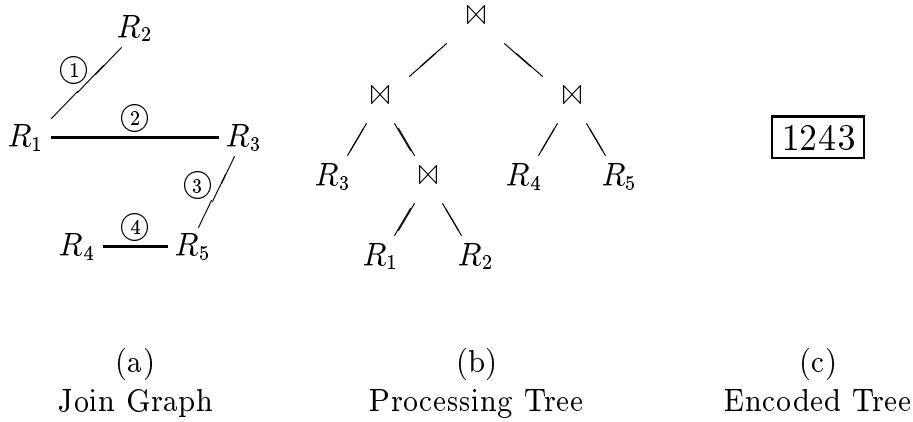 R₂ ⋈
①
⋈ ⋈
R₁ ② R₃ 1243
③ R₃ ⋈ R₄ R₅
R₄ ④ R₅
R₁ R₂
(a) (b) (c)
Join Graph Processing Tree Encoded Tree